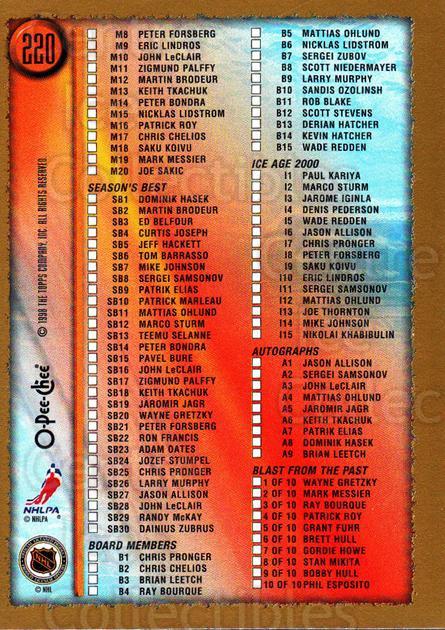 220
© 1998 THE TOPPS COMPANY, INC. ALL RIGHTS RESERVED
O-Pee-Chee
NHLPA
© NHLPA
NHL
© NHL
M8 PETER FORSBERG
M9 ERIC LINDROS
M10 JOHN LeCLAIR
M11 ZIGMUND PALFFY
M12 MARTIN BRODEUR
M13 KEITH TKACHUK
M14 PETER BONDRA
M15 NICKLAS LIDSTROM
M16 PATRICK ROY
M17 CHRIS CHELIOS
M18 SAKU KOIVU
M19 MARK MESSIER
M20 JOE SAKIC
SEASON'S BEST
SB1 DOMINIK HASEK
SB2 MARTIN BRODEUR
SB3 ED BELFOUR
SB4 CURTIS JOSEPH
SB5 JEFF HACKETT
SB6 TOM BARRASSO
SB7 MIKE JOHNSON
SB8 SERGEI SAMSONOV
SB9 PATRIK ELIAS
SB10 PATRICK MARLEAU
SB11 MATTIAS OHLUND
SB12 MARCO STURM
SB13 TEEMU SELANNE
SB14 PETER BONDRA
SB15 PAVEL BURE
SB16 JOHN LeCLAIR
SB17 ZIGMUND PALFFY
SB18 KEITH TKACHUK
SB19 JAROMIR JAGR
SB20 WAYNE GRETZKY
SB21 PETER FORSBERG
SB22 RON FRANCIS
SB23 ADAM OATES
SB24 JOZEF STUMPEL
SB25 CHRIS PRONGER
SB26 LARRY MURPHY
SB27 JASON ALLISON
SB28 JOHN LeCLAIR
SB29 RANDY McKAY
SB30 DAINIUS ZUBRUS
BOARD MEMBERS
B1 CHRIS PRONGER
B2 CHRIS CHELIOS
B3 BRIAN LEETCH
B4 RAY BOURQUE
B5 MATTIAS OHLUND
B6 NICKLAS LIDSTROM
B7 SERGEI ZUBOV
B8 SCOTT NIEDERMAYER
B9 LARRY MURPHY
B10 SANDIS OZOLINSH
B11 ROB BLAKE
B12 SCOTT STEVENS
B13 DERIAN HATCHER
B14 KEVIN HATCHER
B15 WADE REDDEN
ICE AGE 2000
I1 PAUL KARIYA
I2 MARCO STURM
I3 JAROME IGINLA
I4 DENIS PEDERSON
I5 WADE REDDEN
I6 JASON ALLISON
I7 CHRIS PRONGER
I8 PETER FORSBERG
I9 SAKU KOIVU
I10 ERIC LINDROS
I11 SERGEI SAMSONOV
I12 MATTIAS OHLUND
I13 JOE THORNTON
I14 MIKE JOHNSON
I15 NIKOLAI KHABIBULIN
AUTOGRAPHS
A1 JASON ALLISON
A2 SERGEI SAMSONOV
A3 JOHN LeCLAIR
A4 MATTIAS OHLUND
A5 JAROMIR JAGR
A6 KEITH TKACHUK
A7 PATRIK ELIAS
A8 DOMINIK HASEK
A9 BRIAN LEETCH
BLAST FROM THE PAST
1 OF 10 WAYNE GRETZKY
2 OF 10 MARK MESSIER
3 OF 10 RAY BOURQUE
4 OF 10 PATRICK ROY
5 OF 10 GRANT FUHR
6 OF 10 BRETT HULL
7 OF 10 GORDIE HOWE
8 OF 10 STAN MIKITA
9 OF 10 BOBBY HULL
10 OF 10 PHIL ESPOSITO